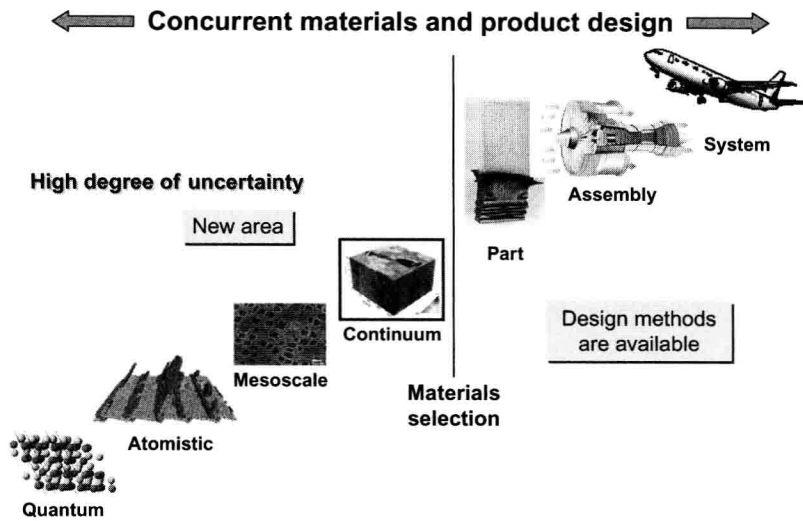 Concurrent materials and product design
System
Assembly
High degree of uncertainty
New area
Part
Continuum
Design methods
are available
Mesoscale
Materials
selection
Atomistic
Quantum